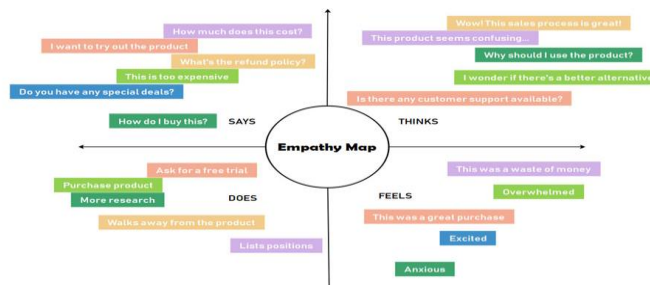 How much does this cost?
I want to try out the product
What's the refund policy?
This is too expensive
Do you have any special deals?
How do I buy this?
SAYS
Wow! This sales process is great!
This product seems confusing...
Why should I use the product?
I wonder if there's a better alternative
Is there any customer support available?
THINKS
Empathy Map
Ask for a free trial
Purchase product
More research
DOES
Walks away from the product
Lists positions
This was a waste of money
Overwhelmed
FEELS
This was a great purchase
Excited
Anxious